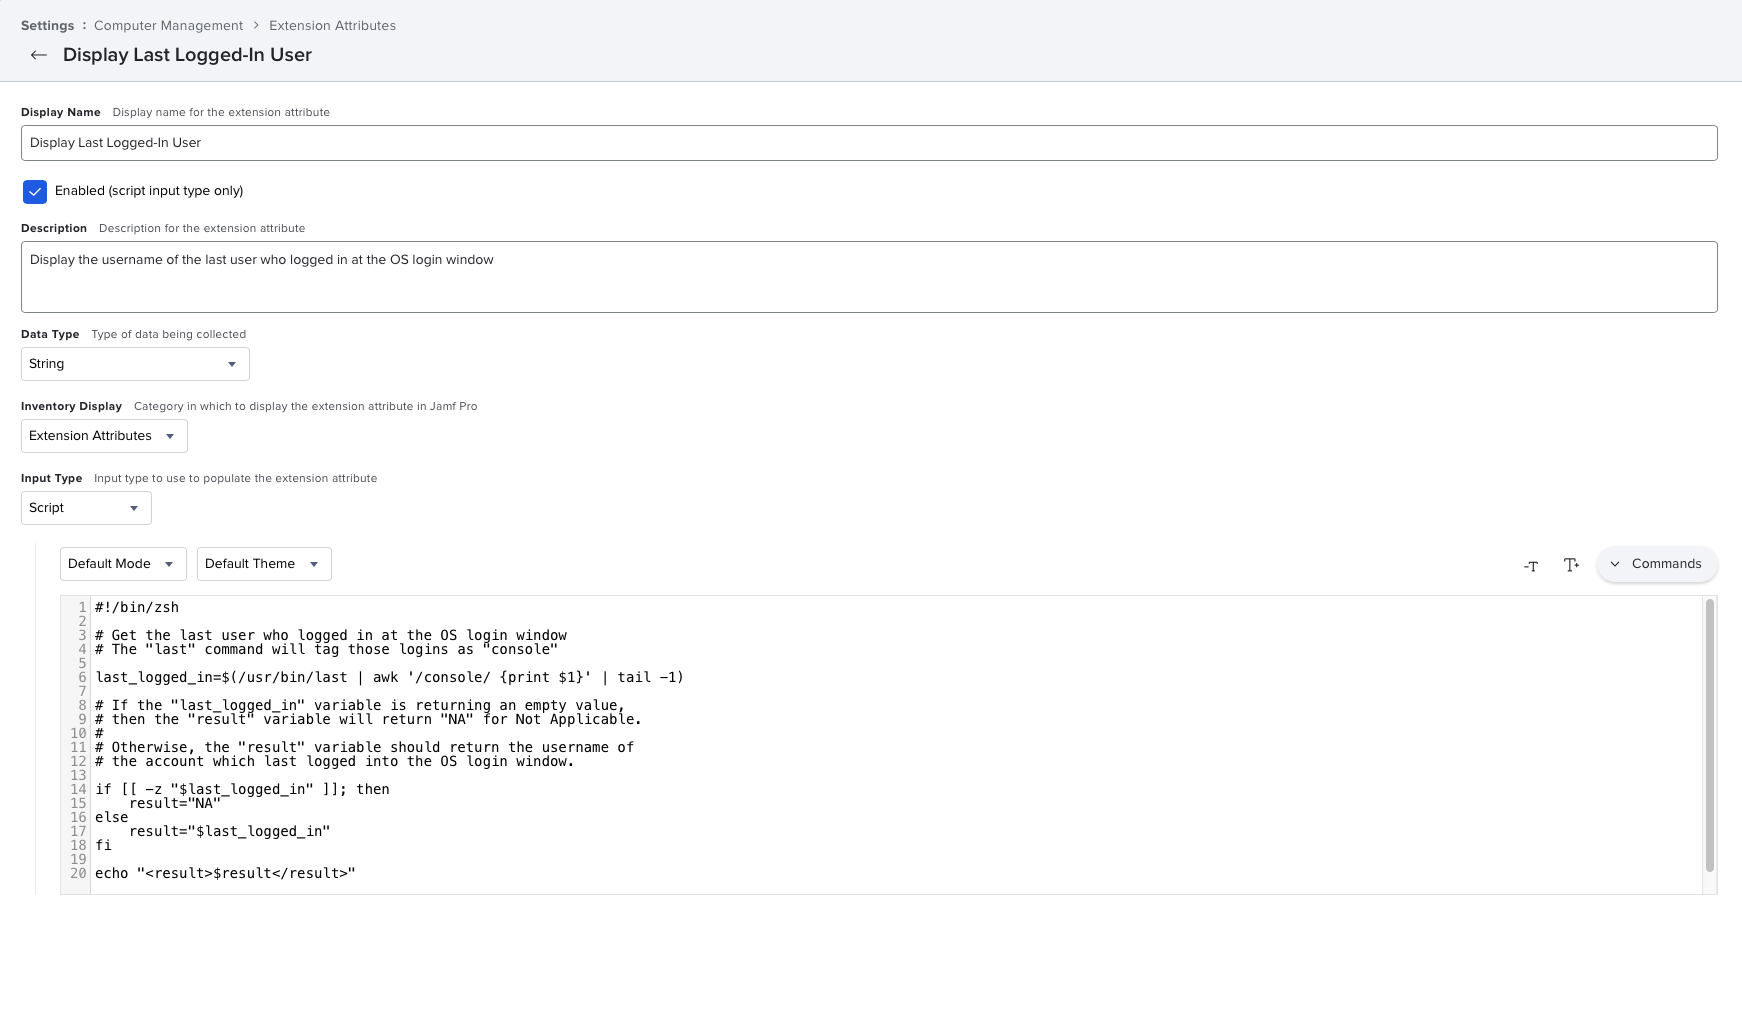 Settings : Computer Management > Extension Attributes
← Display Last Logged-In User
Display Name Display name for the extension attribute
Display Last Logged-In User
Enabled (script input type only)
Description Description for the extension attribute
Display the username of the last user who logged in at the OS login window
Data Type Type of data being collected
String
Inventory Display Category in which to display the extension attribute in Jamf Pro
Extension Attributes
Input Type Input type to use to populate the extension attribute
Script
Default Mode Default Theme -T T+ Commands
1 #!/bin/zsh
2
3 # Get the last user who logged in at the OS login window
4 # The "last" command will tag those logins as "console"
5
6 last_logged_in=$(/usr/bin/last | awk '/console/ {print $1}' | tail -1)
7
8 # If the "last_logged_in" variable is returning an empty value,
9 # then the "result" variable will return "NA" for Not Applicable.
10 #
11 # Otherwise, the "result" variable should return the username of
12 # the account which last logged into the OS login window.
13
14 if [[ -z "$last_logged_in" ]]; then
15     result="NA"
16 else
17     result="$last_logged_in"
18 fi
19
20 echo "<result>$result</result>"